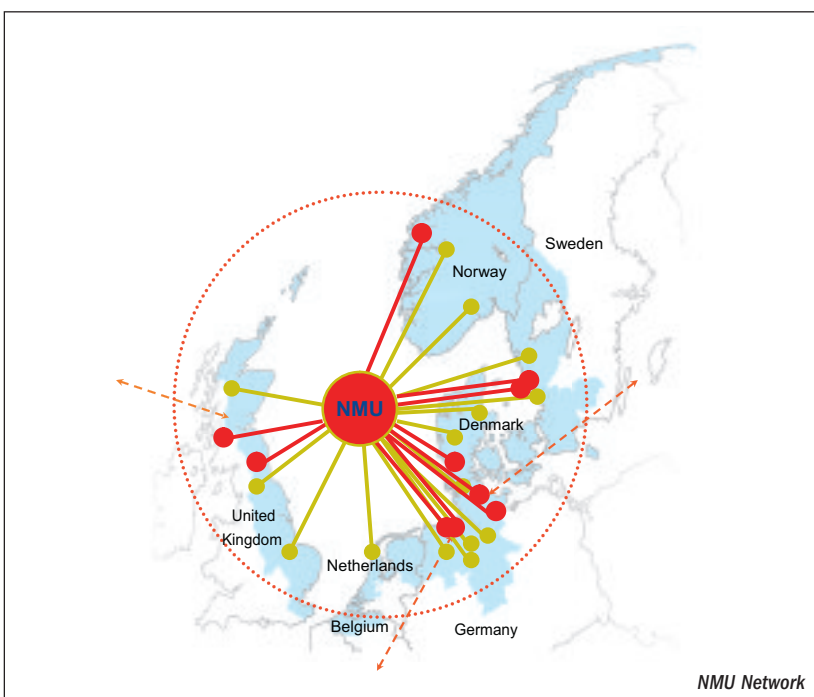 Sweden
Norway
NMU
Denmark
United
Kingdom
Netherlands
Belgium
Germany
NMU Network